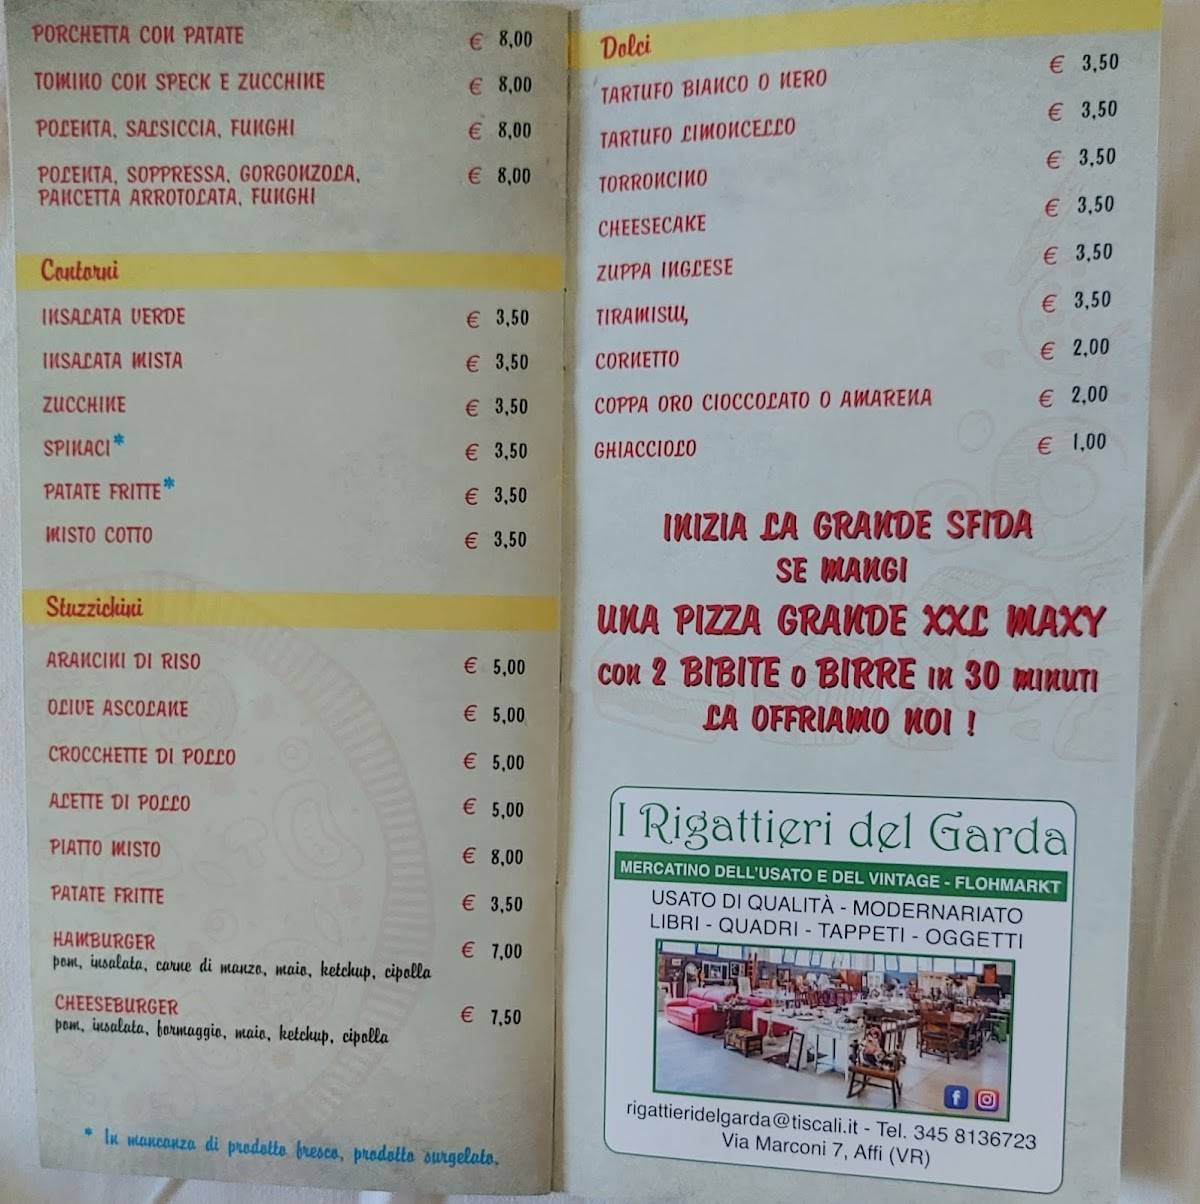 PORCHETTA CON PATATE € 8,00
TOMINO CON SPECK E ZUCCHINE € 8,00
POLENTA, SALSICCIA, FUNGHI € 8,00
POLENTA, SOPPRESSA, GORGONZOLA, € 8,00
PANCETTA ARROTOLATA, FUNGHI
Contorni
INSALATA VERDE € 3,50
INSALATA MISTA € 3,50
ZUCCHINE € 3,50
SPINACI* € 3,50
PATATE FRITTE* € 3,50
MISTO COTTO € 3,50
Stuzzichini
ARANCINI DI RISO € 5,00
OLIVE ASCOLANE € 5,00
CROCCHETTE DI POLLO € 5,00
ALETTE DI POLLO € 5,00
PIATTO MISTO € 8,00
PATATE FRITTE € 3,50
HAMBURGER € 7,00
pom, insalata, carne di manzo, maio, ketchup, cipolla
CHEESEBURGER € 7,50
pom, insalata, formaggio, maio, ketchup, cipolla
* In mancanza di prodotto fresco, prodotto surgelato.
Dolci
TARTUFO BIANCO O NERO € 3,50
TARTUFO LIMONCELLO € 3,50
TORRONCINO € 3,50
CHEESECAKE € 3,50
ZUPPA INGLESE € 3,50
TIRAMISU, € 3,50
CORNETTO € 2,00
COPPA ORO CIOCCOLATO O AMARENA € 2,00
GHIACCIOLO € 1,00
INIZIA LA GRANDE SFIDA
SE MANGI
UNA PIZZA GRANDE XXL MAXY
CON 2 BIBITE O BIRRE IN 30 MINUTI
LA OFFRIAMO NOI !
I Rigattieri del Garda
MERCATINO DELL'USATO E DEL VINTAGE - FLOHMARKT
USATO DI QUALITÀ - MODERNARIATO
LIBRI - QUADRI - TAPPETI - OGGETTI
rigattieridelgarda@tiscali.it - Tel. 345 8136723
Via Marconi 7, Affi (VR)